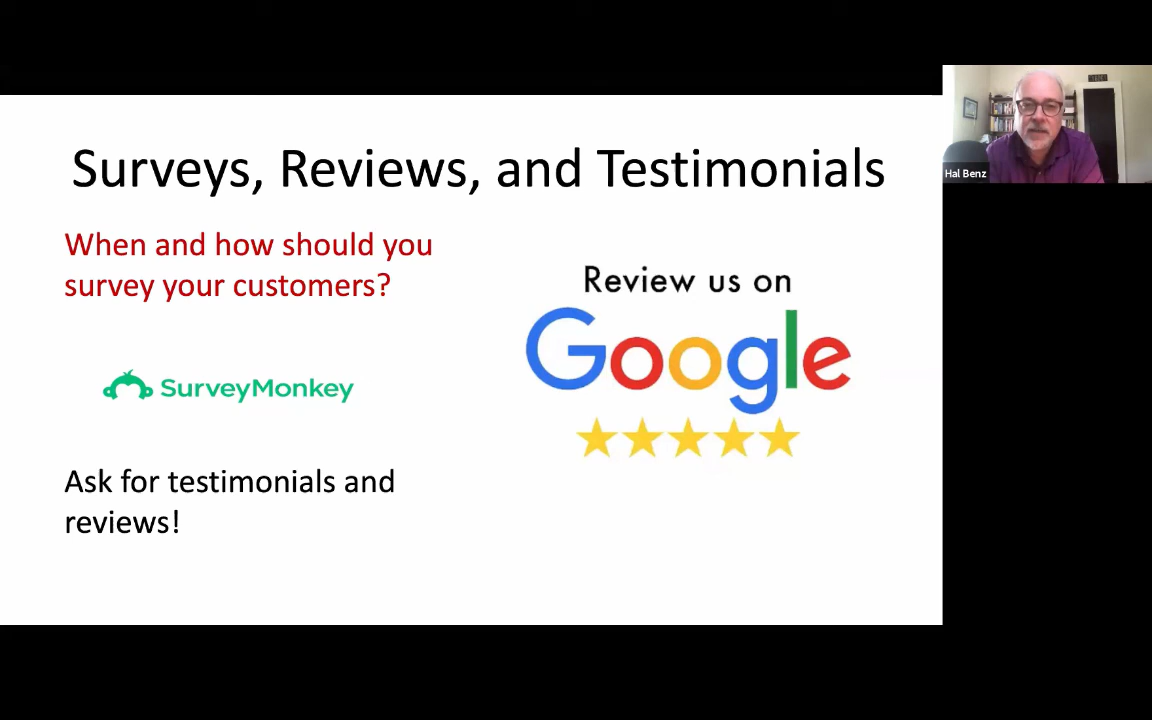 Surveys, Reviews, and Testimonials
When and how should you
survey your customers?
SurveyMonkey
Ask for testimonials and
reviews!
Review us on
Google
Hal Benz